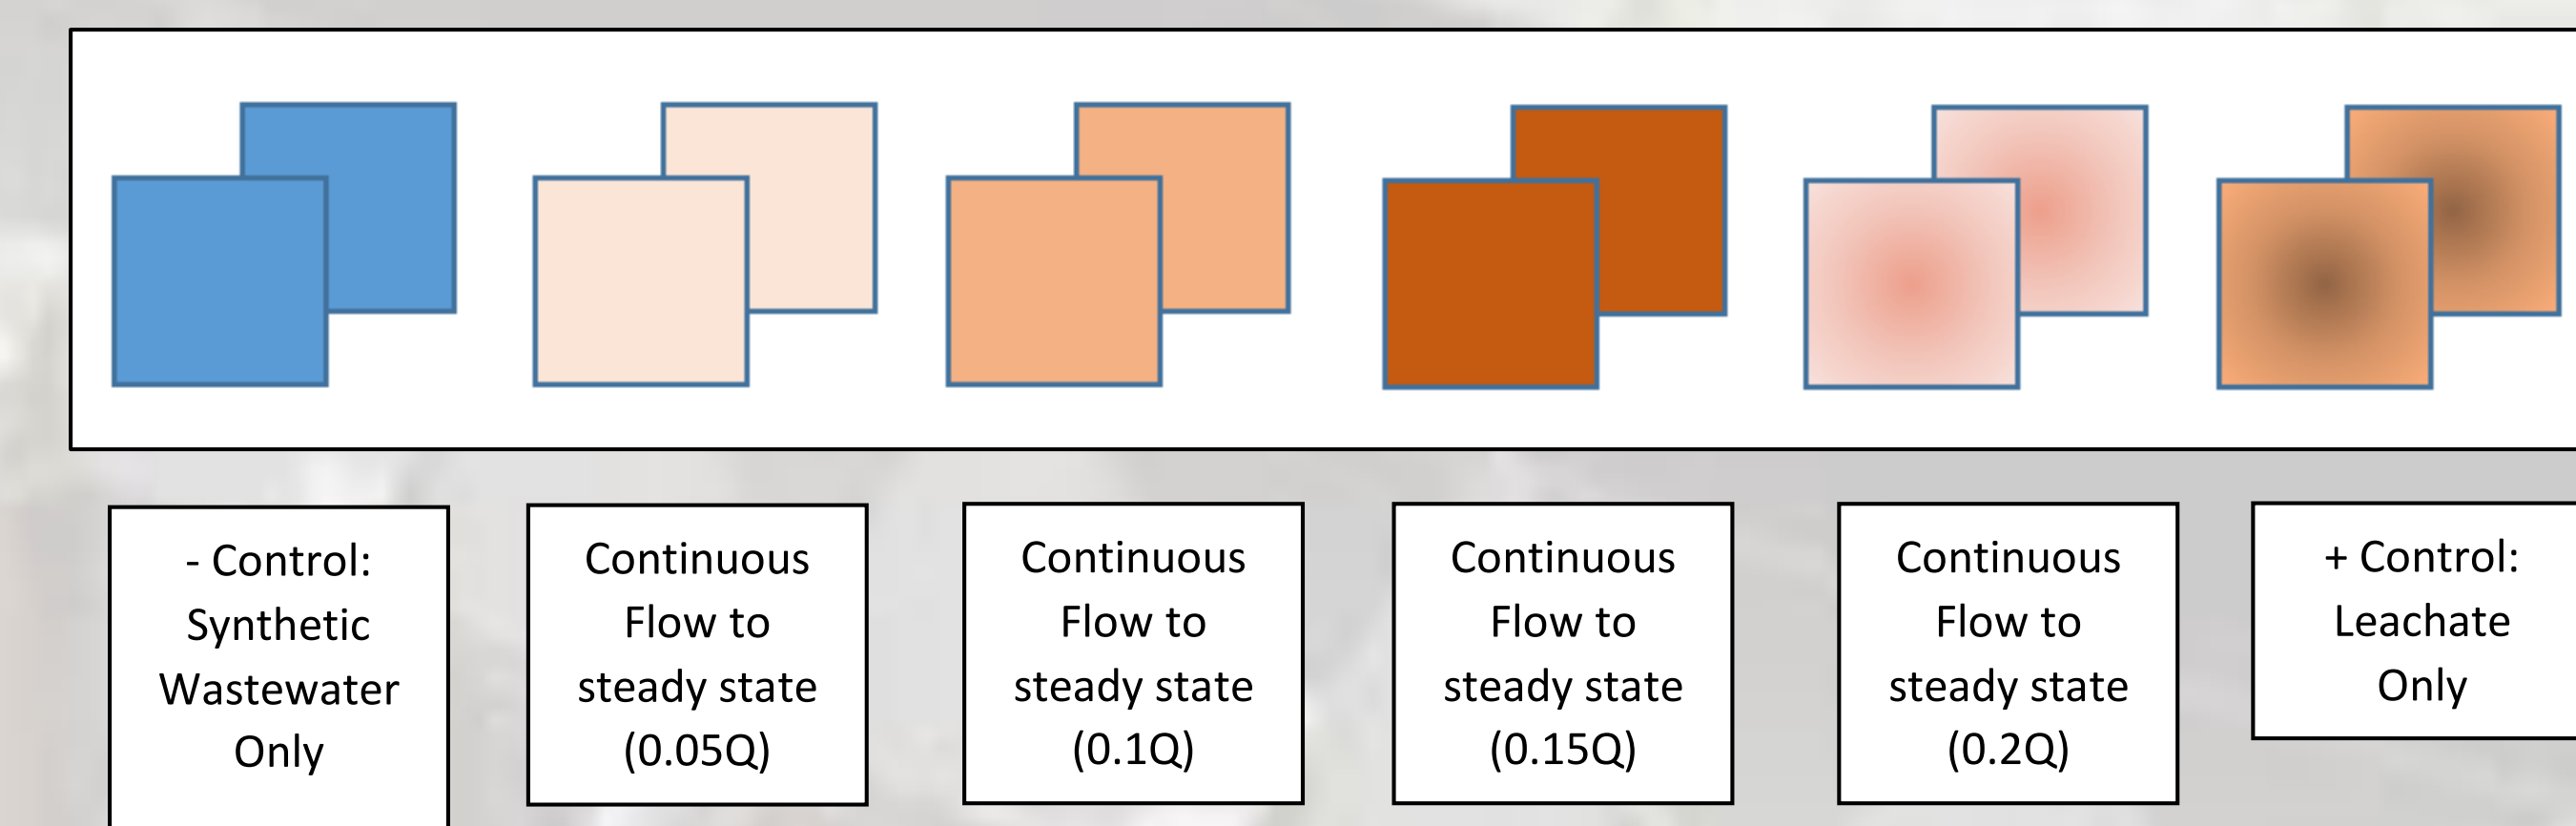 - Control:
Synthetic
Wastewater
Only
Continuous
Flow to
steady state
(0.05Q)
Continuous
Flow to
steady state
(0.1Q)
Continuous
Flow to
steady state
(0.15Q)
Continuous
Flow to
steady state
(0.2Q)
+ Control:
Leachate
Only